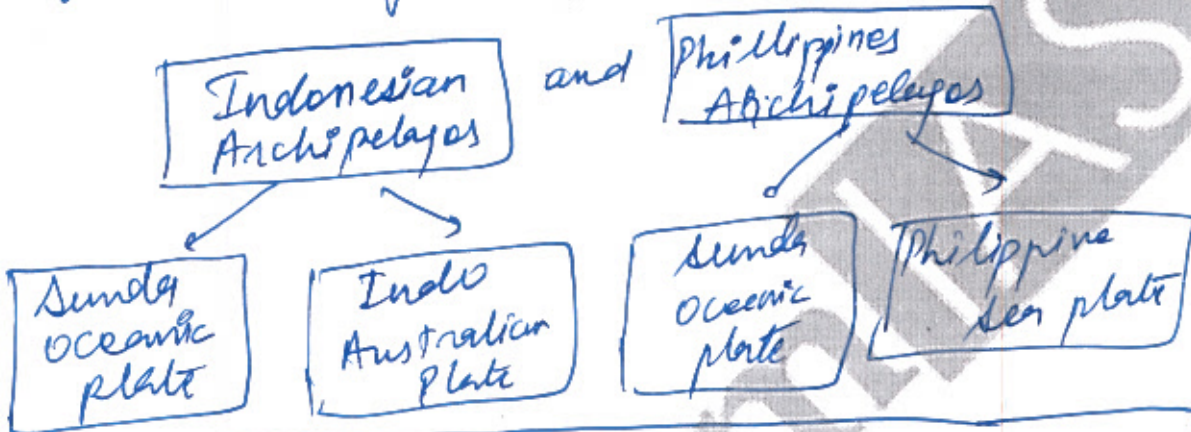 Indonesian Archipelagos and Phillippines Archipelagos
Sunda oceanic plate
Indo Australian Plate
Sunda oceanic plate
Philippine sea plate